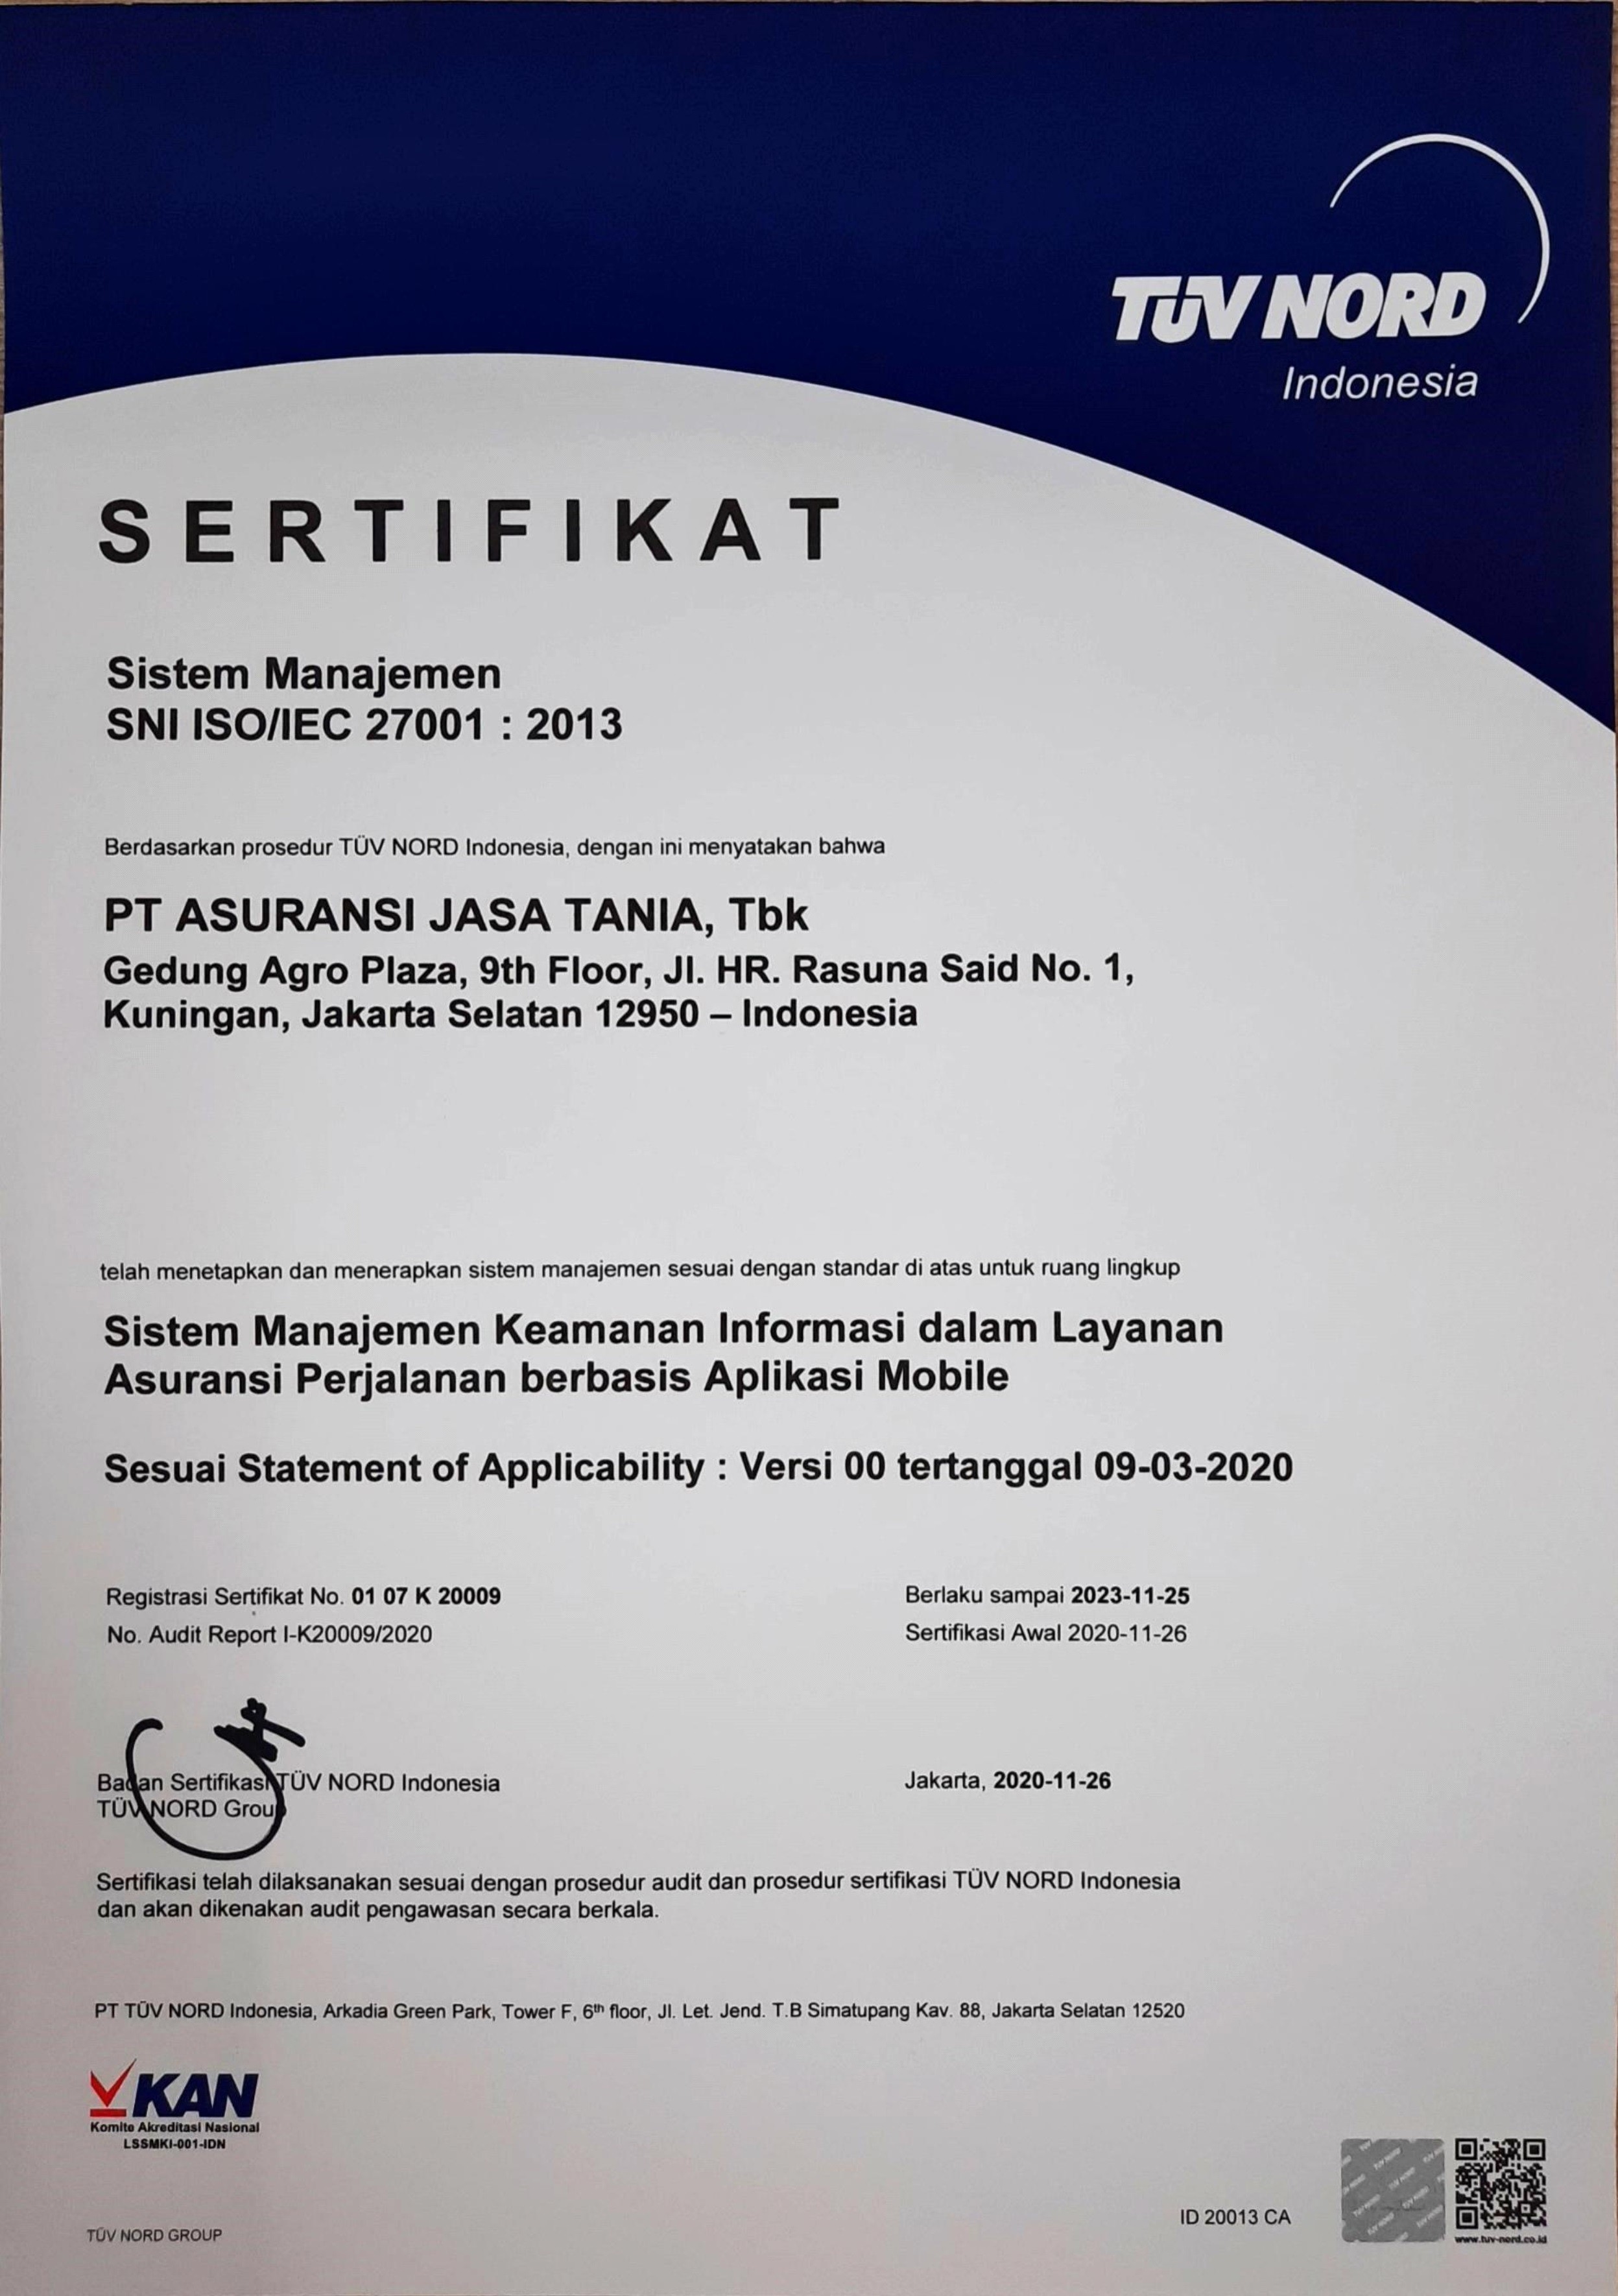 TÜV NORD
Indonesia
SERTIFIKAT
Sistem Manajemen
SNI ISO/IEC 27001 : 2013
Berdasarkan prosedur TÜV NORD Indonesia, dengan ini menyatakan bahwa
PT ASURANSI JASA TANIA, Tbk
Gedung Agro Plaza, 9th Floor, Jl. HR. Rasuna Said No. 1,
Kuningan, Jakarta Selatan 12950 – Indonesia
telah menetapkan dan menerapkan sistem manajemen sesuai dengan standar di atas untuk ruang lingkup
Sistem Manajemen Keamanan Informasi dalam Layanan
Asuransi Perjalanan berbasis Aplikasi Mobile
Sesuai Statement of Applicability : Versi 00 tertanggal 09-03-2020
Registrasi Sertifikat No. 01 07 K 20009
No. Audit Report I-K20009/2020
Berlaku sampai 2023-11-25
Sertifikasi Awal 2020-11-26
Badan Sertifikasi TÜV NORD Indonesia
TÜV NORD Group
Jakarta, 2020-11-26
Sertifikasi telah dilaksanakan sesuai dengan prosedur audit dan prosedur sertifikasi TÜV NORD Indonesia
dan akan dikenakan audit pengawasan secara berkala.
PT TÜV NORD Indonesia, Arkadia Green Park, Tower F, 6th floor, Jl. Let. Jend. T.B Simatupang Kav. 88, Jakarta Selatan 12520
KAN
Komite Akreditasi Nasional
LSSMKI-001-IDN
TÜV NORD GROUP
ID 20013 CA
www.tuv-nord.co.id